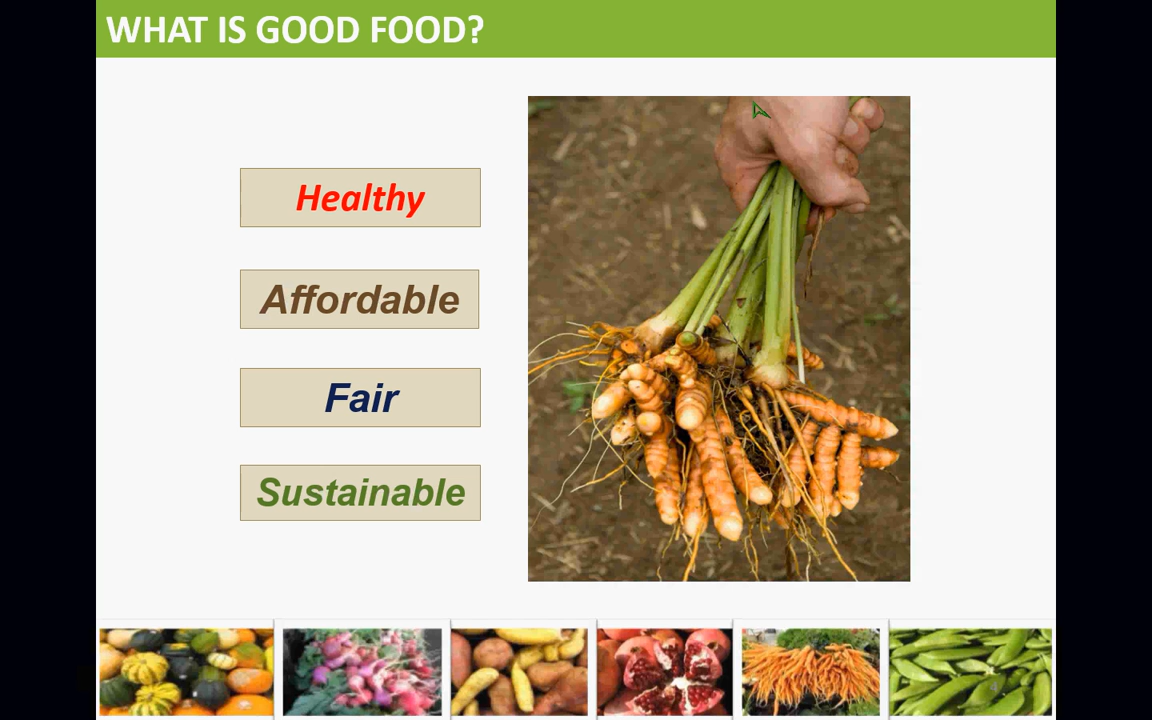 WHAT IS GOOD FOOD?
Healthy
Affordable
Fair
Sustainable